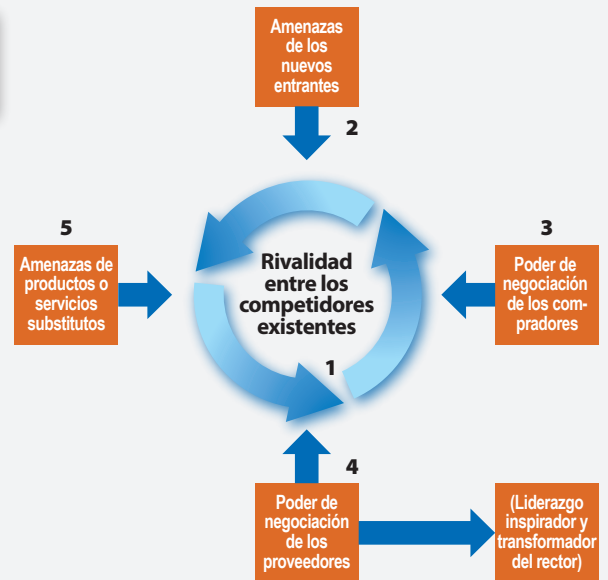 Amenazas
de los
nuevos
entrantes
2
5
Amenazas de
productos o
servicios
substitutos
Rivalidad
entre los
competidores
existentes
1
3
Poder de
negociación
de los com-
pradores
4
Poder de
negociación
de los
proveedores
(Liderazgo
inspirador y
transformador
del rector)